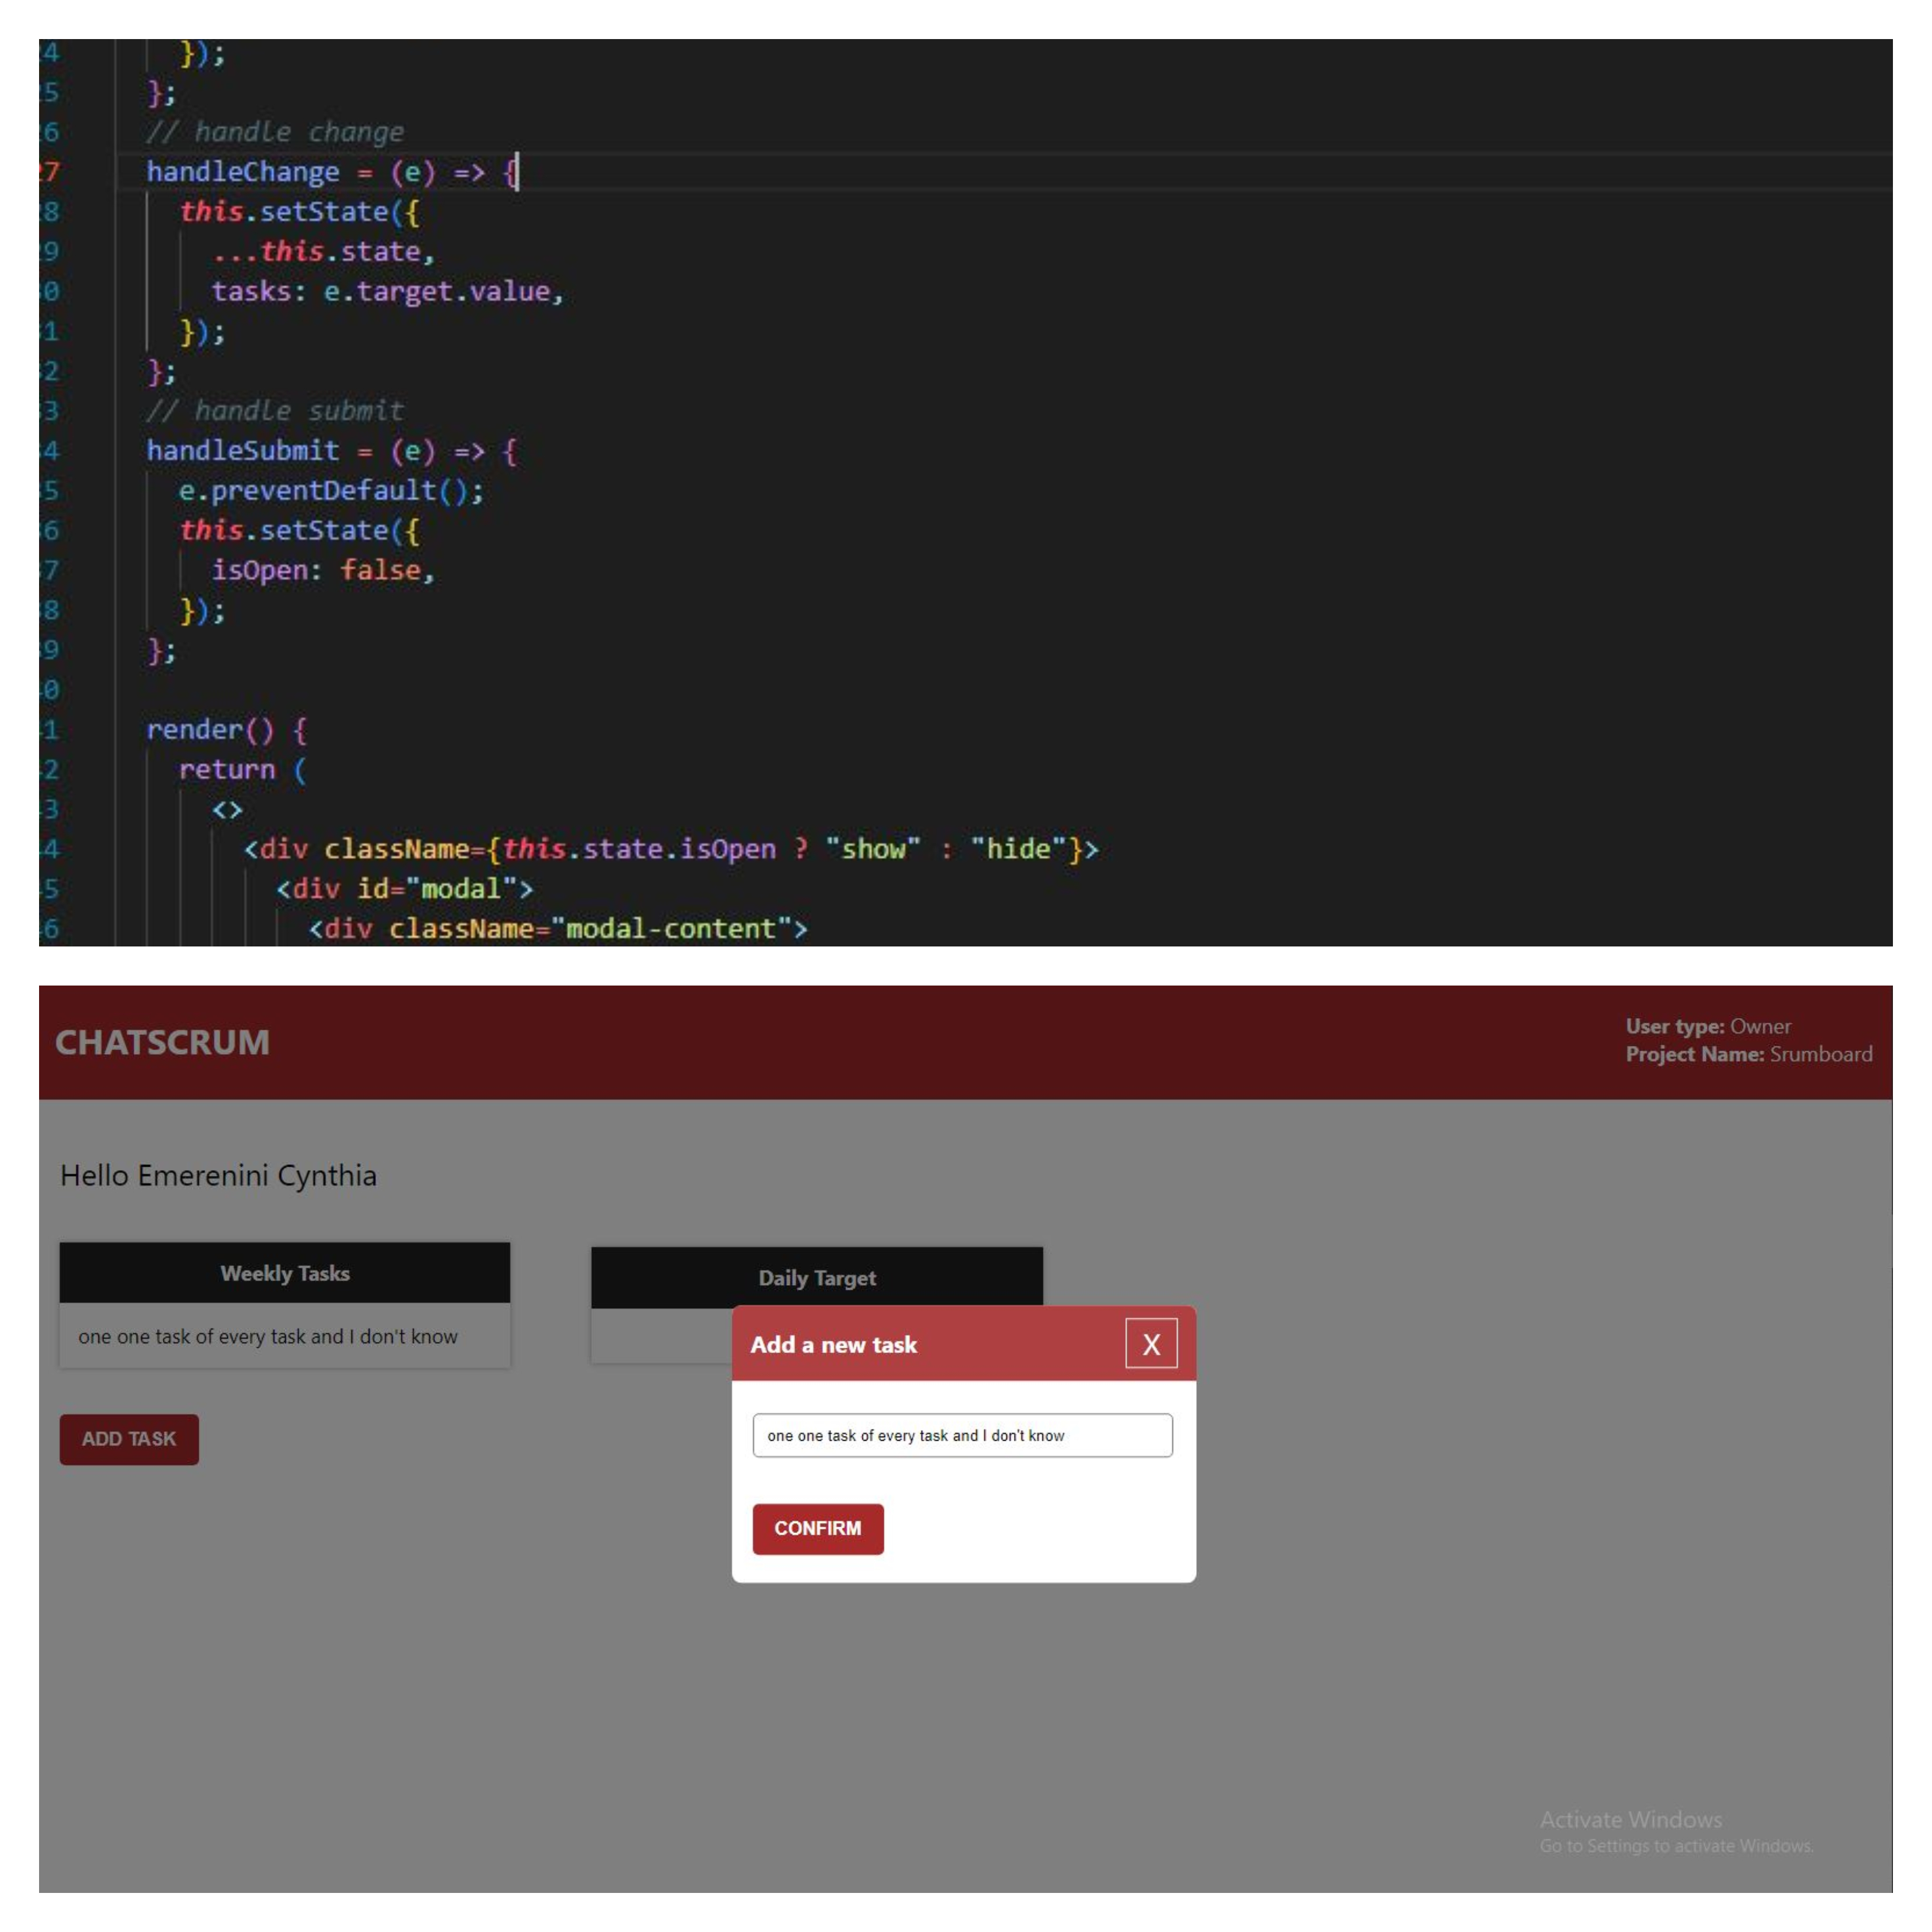 4 });
5 };
6 // handle change
7 handleChange = (e) => {
8 this.setState({
9 ...this.state,
0 tasks: e.target.value,
1 });
2 };
3 // handle submit
4 handleSubmit = (e) => {
5 e.preventDefault();
6 this.setState({
7 isOpen: false,
8 });
9 };
0
1 render() {
2 return (
3 <>
4 <div className={this.state.isOpen ? "show" : "hide"}>
5 <div id="modal">
6 <div className="modal-content">
CHATSCRUM
User type: Owner
Project Name: Srumboard
Hello Emerenini Cynthia
Weekly Tasks
one one task of every task and I don't know
ADD TASK
Daily Target
Add a new task
X
one one task of every task and I don't know
CONFIRM
Activate Windows
Go to Settings to activate Windows.